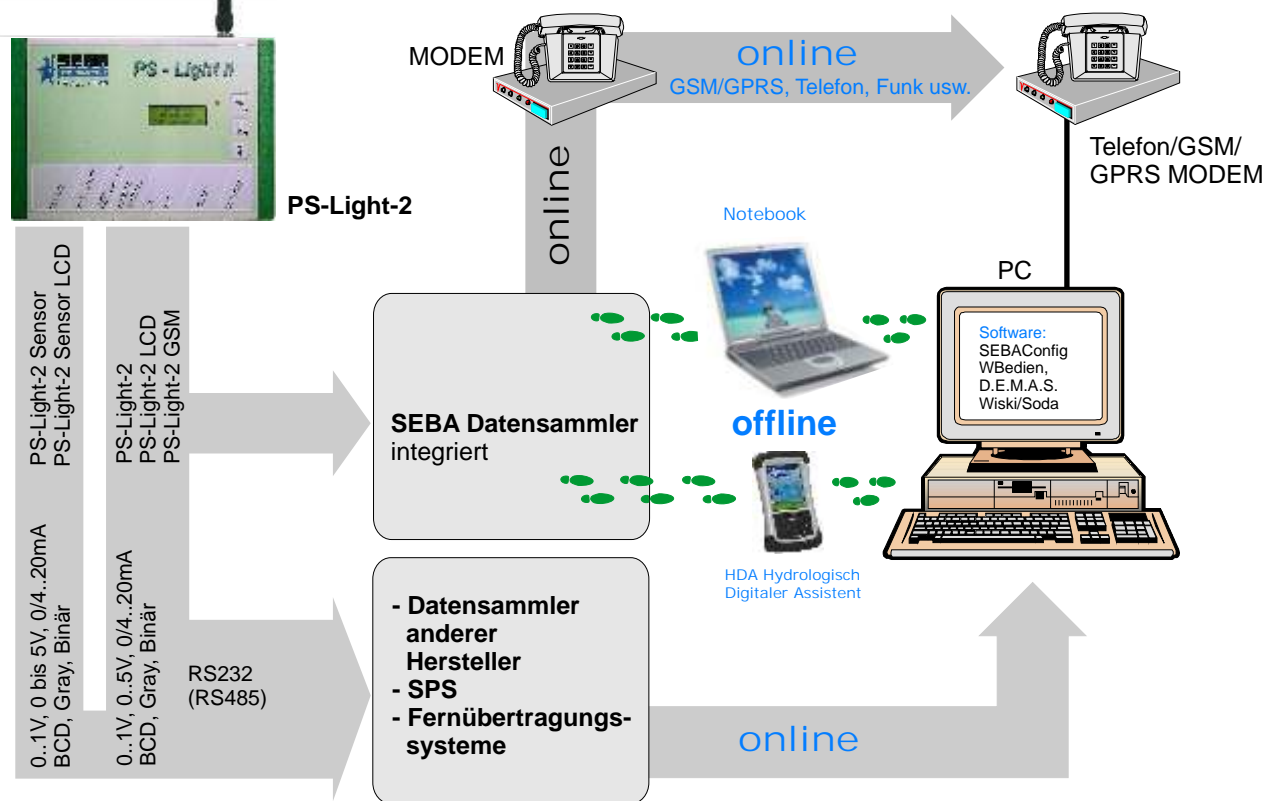 SEBA
PS - Light II
PS-Light-2
MODEM
online
GSM/GPRS, Telefon, Funk usw.
Telefon/GSM/
GPRS MODEM
online
Notebook
PC
Software:
SEBAConfig
WBedien,
D.E.M.A.S.
Wiski/Soda
PS-Light-2 Sensor
PS-Light-2 Sensor LCD
PS-Light-2
PS-Light-2 LCD
PS-Light-2 GSM
SEBA Datensammler
integriert
offline
HDA Hydrologisch
Digitaler Assistent
0..1V, 0 bis 5V, 0/4..20mA
BCD, Gray, Binär
0..1V, 0..5V, 0/4..20mA
BCD, Gray, Binär
RS232
(RS485)
- Datensammler
anderer
Hersteller
- SPS
- Fernübertragungs-
systeme
online